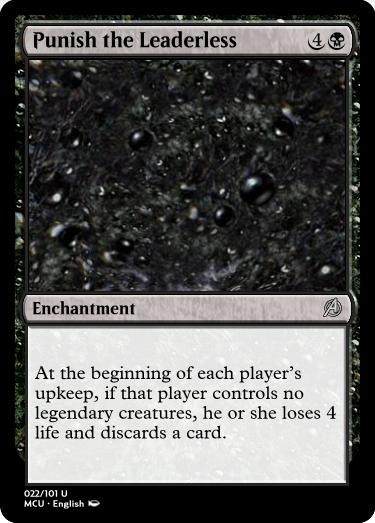 Punish the Leaderless 4
Enchantment
At the beginning of each player's
upkeep, if that player controls no
legendary creatures, he or she loses 4
life and discards a card.
022/101 U
MCU • English